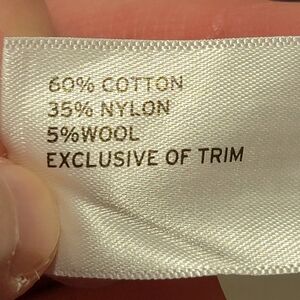 60% COTTON
35% NYLON
5%WOOL
EXCLUSIVE OF TRIM